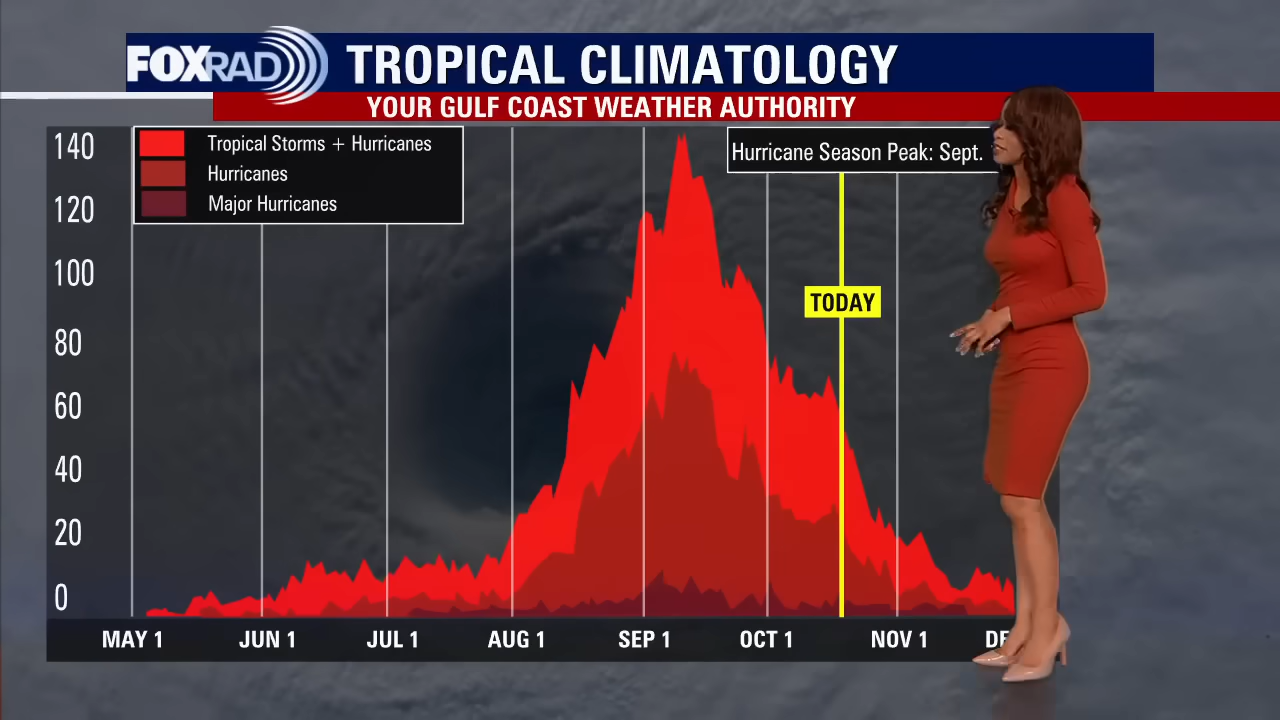 FOXRAD TROPICAL CLIMATOLOGY
YOUR GULF COAST WEATHER AUTHORITY
Tropical Storms + Hurricanes
Hurricanes
Major Hurricanes
Hurricane Season Peak: Sept.
TODAY
140
120
100
80
60
40
20
0
MAY 1 JUN 1 JUL 1 AUG 1 SEP 1 OCT 1 NOV 1 DE